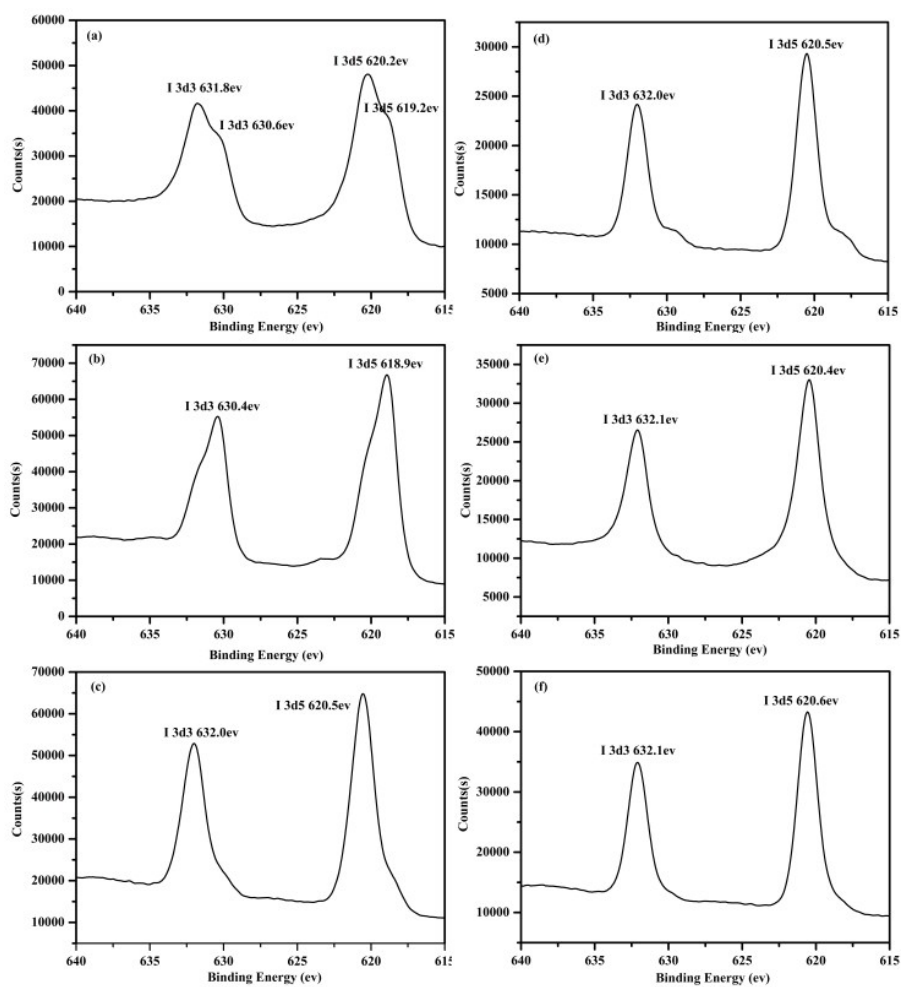 (a)
60000
50000
40000
30000
20000
10000
0
I 3d3 631.8ev
I 3d3 630.6ev
I 3d5 620.2ev
I 3d5 619.2ev
Counts(s)
640 635 630 625 620 615
Binding Energy (ev)
(d)
30000
25000
20000
15000
10000
5000
I 3d3 632.0ev
I 3d5 620.5ev
Counts(s)
640 635 630 625 620 615
Binding Energy (ev)
(b)
70000
60000
50000
40000
30000
20000
10000
0
I 3d3 630.4ev
I 3d5 618.9ev
Counts(s)
640 635 630 625 620 615
Binding Energy (ev)
(e)
35000
30000
25000
20000
15000
10000
5000
I 3d3 632.1ev
I 3d5 620.4ev
Counts(s)
640 635 630 625 620 615
Binding Energy (ev)
(c)
70000
60000
50000
40000
30000
20000
10000
I 3d3 632.0ev
I 3d5 620.5ev
Counts(s)
640 635 630 625 620 615
Binding Energy (ev)
(f)
50000
40000
30000
20000
10000
I 3d3 632.1ev
I 3d5 620.6ev
Counts(s)
640 635 630 625 620 615
Binding Energy (ev)